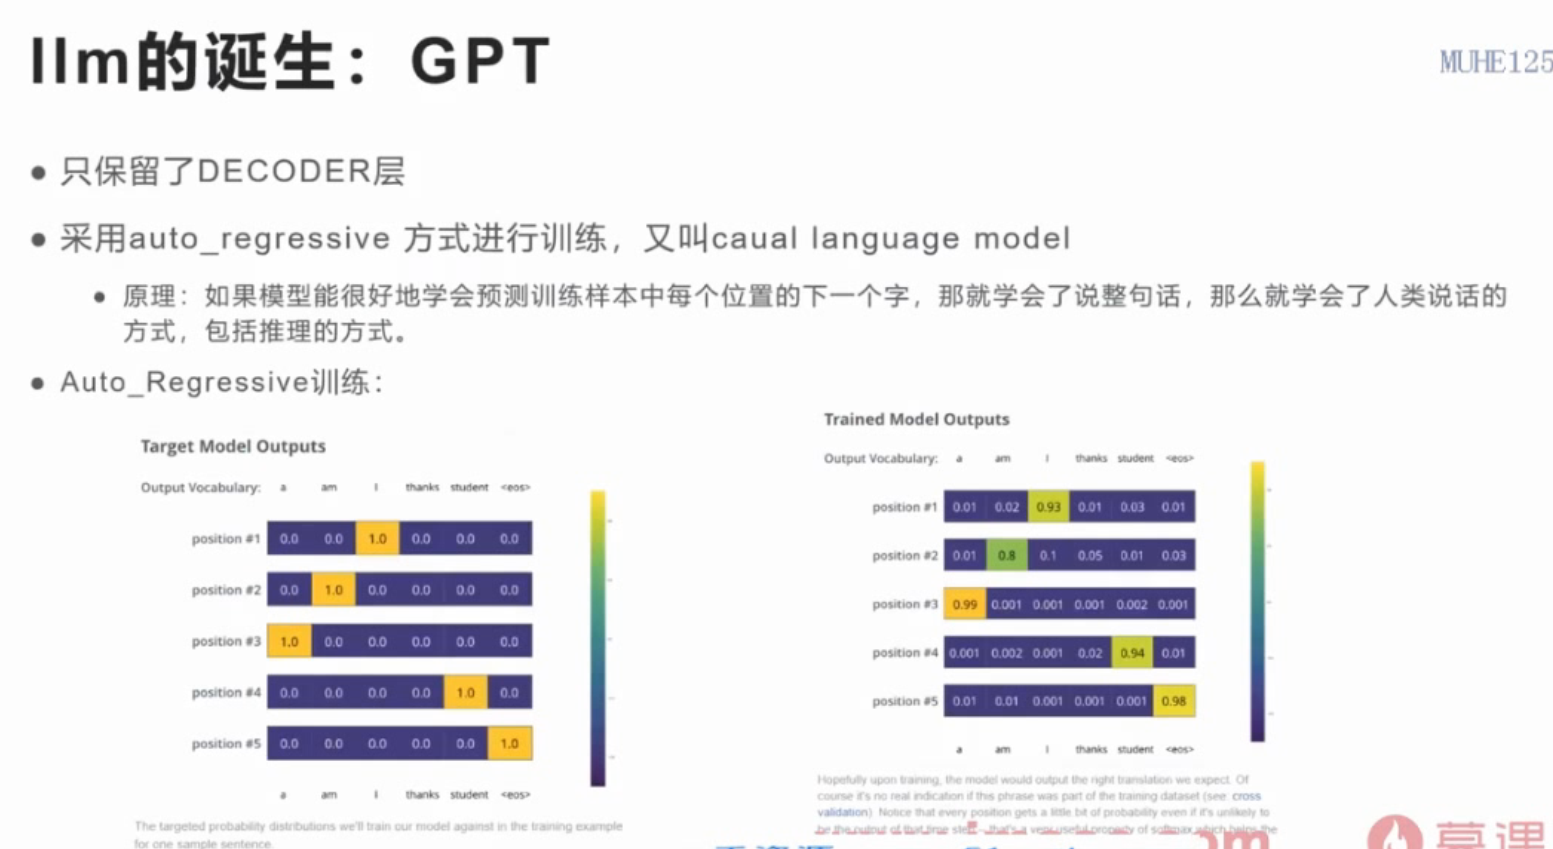 llm的诞生：GPT
MUHE125
● 只保留了DECODER层
● 采用auto_regressive 方式进行训练，又叫caual language model
● 原理：如果模型能很好地学会预测训练样本中每个位置的下一个字，那就学会了说整句话，那么就学会了人类说话的
方式，包括推理的方式。
● Auto_Regressive训练：
Target Model Outputs
Output Vocabulary: a am I thanks student <eos>
position #1 0.0 0.0 1.0 0.0 0.0 0.0
position #2 0.0 1.0 0.0 0.0 0.0 0.0
position #3 1.0 0.0 0.0 0.0 0.0 0.0
position #4 0.0 0.0 0.0 0.0 1.0 0.0
position #5 0.0 0.0 0.0 0.0 0.0 1.0
a am I thanks student <eos>
The targeted probability distributions we'll train our model against in the training example
for one sample sentence.
Trained Model Outputs
Output Vocabulary: a am I thanks student <eos>
position #1 0.01 0.02 0.93 0.01 0.03 0.01
position #2 0.01 0.8 0.1 0.05 0.01 0.03
position #3 0.99 0.001 0.001 0.001 0.002 0.001
position #4 0.001 0.002 0.001 0.02 0.94 0.01
position #5 0.01 0.01 0.001 0.001 0.001 0.98
a am I thanks student <eos>
Hopefully upon training, the model would output the right translation we expect. Of
course it's no real indication if this phrase was part of the training dataset (see: cross
validation). Notice that every position gets a little bit of probability even if it's unlikely to
be the output of that time step -- that's a very useful property of softmax which helps the
慕课